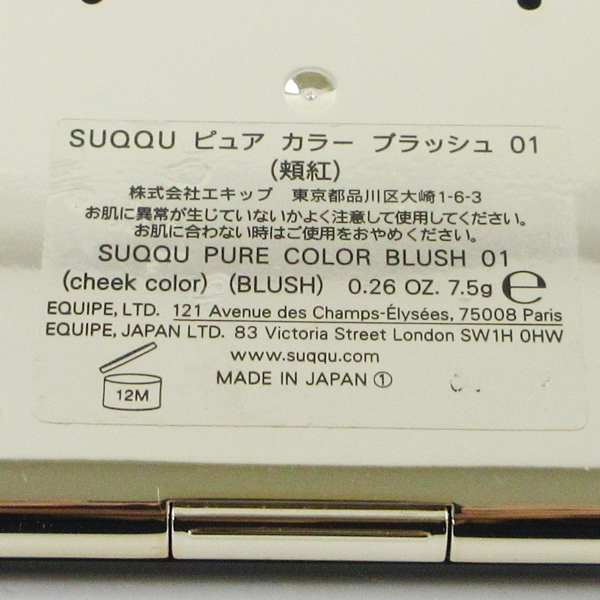 SUQQU ピュア カラー ブラッシュ 01
(頬紅)
株式会社エキップ 東京都品川区大崎1-6-3
お肌に異常が生じていないかよく注意して使用してください。
お肌に合わない時はご使用をおやめください。
SUQQU PURE COLOR BLUSH 01
(cheek color) (BLUSH) 0.26 OZ. 7.5g ℮
EQUIPE, LTD. 121 Avenue des Champs-Élysées, 75008 Paris
EQUIPE, JAPAN LTD. 83 Victoria Street London SW1H 0HW
www.suqqu.com
MADE IN JAPAN ①
12M